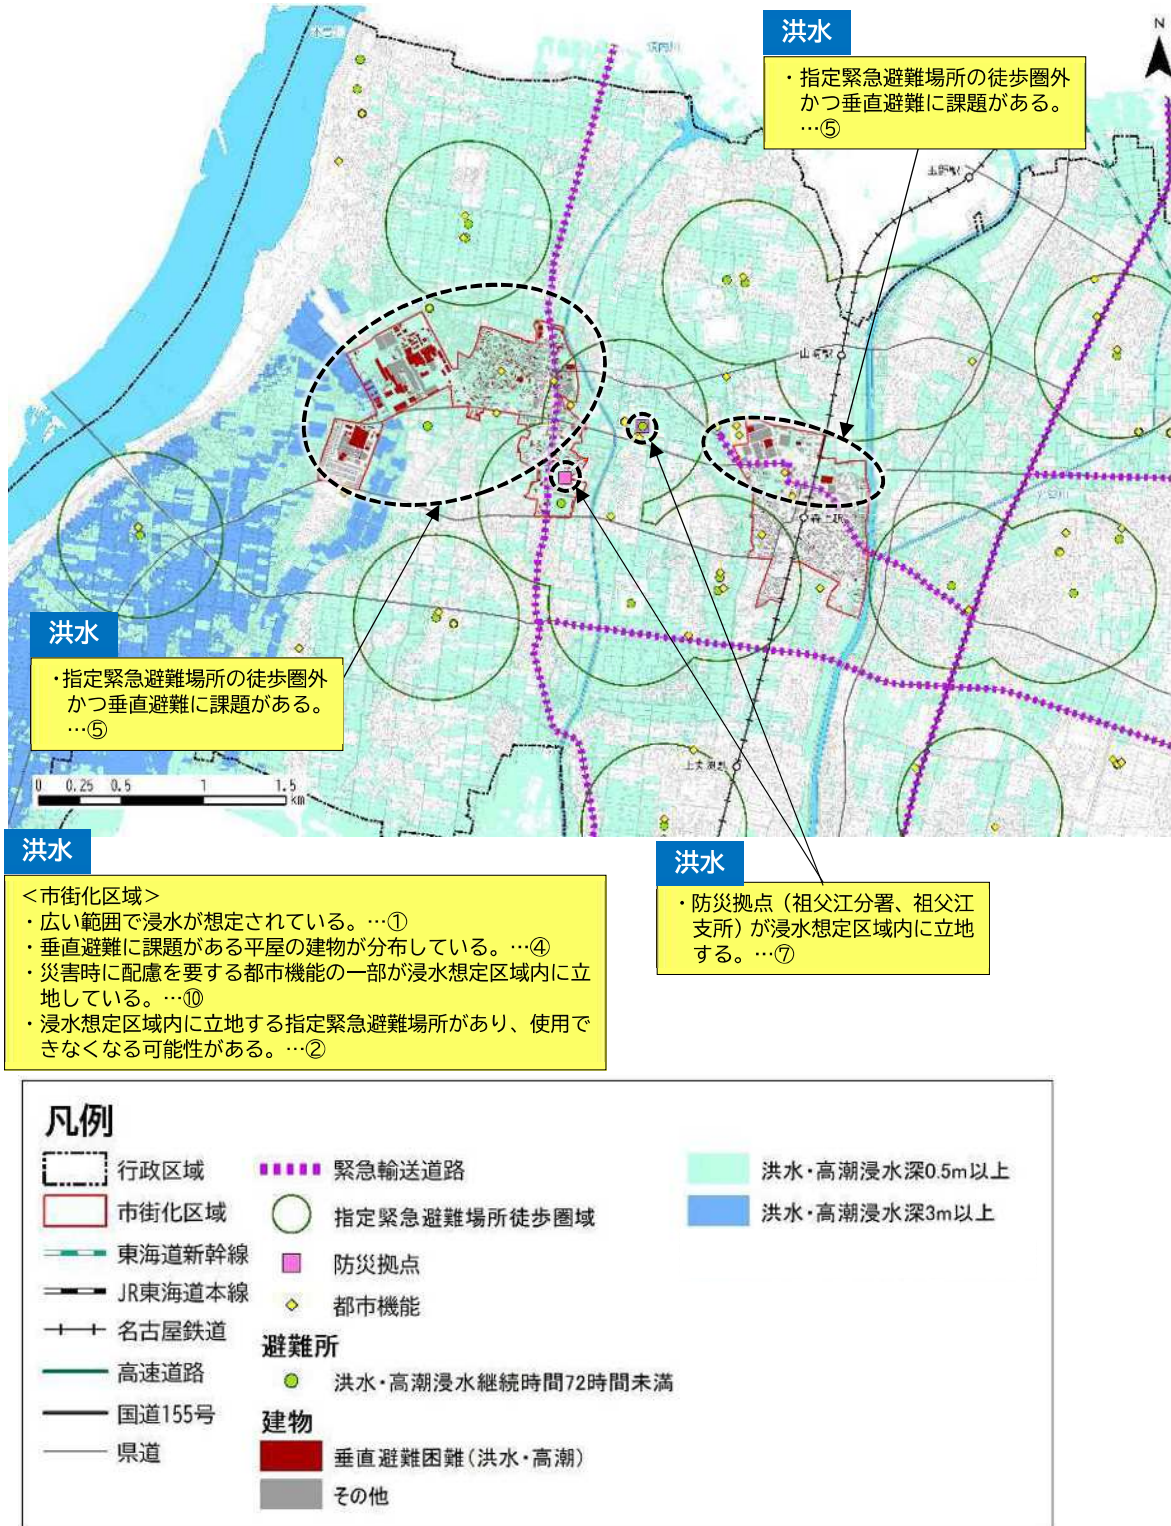 洪水
・指定緊急避難場所の徒歩圏外
かつ垂直避難に課題がある。
…⑤
N
山崎駅
森上駅
洪水
・指定緊急避難場所の徒歩圏外
かつ垂直避難に課題がある。
…⑤
0 0.25 0.5 1 1.5
km
洪水
＜市街化区域＞
・広い範囲で浸水が想定されている。…①
・垂直避難に課題がある平屋の建物が分布している。…④
・災害時に配慮を要する都市機能の一部が浸水想定区域内に立
地している。…⑩
・浸水想定区域内に立地する指定緊急避難場所があり、使用で
きなくなる可能性がある。…②
洪水
・防災拠点（祖父江分署、祖父江
支所）が浸水想定区域内に立地
する。…⑦
凡例
行政区域
市街化区域
東海道新幹線
JR東海道本線
名古屋鉄道
高速道路
国道155号
県道
緊急輸送道路
指定緊急避難場所徒歩圏域
防災拠点
都市機能
避難所
洪水・高潮浸水継続時間72時間未満
建物
垂直避難困難(洪水・高潮)
その他
洪水・高潮浸水深0.5m以上
洪水・高潮浸水深3m以上